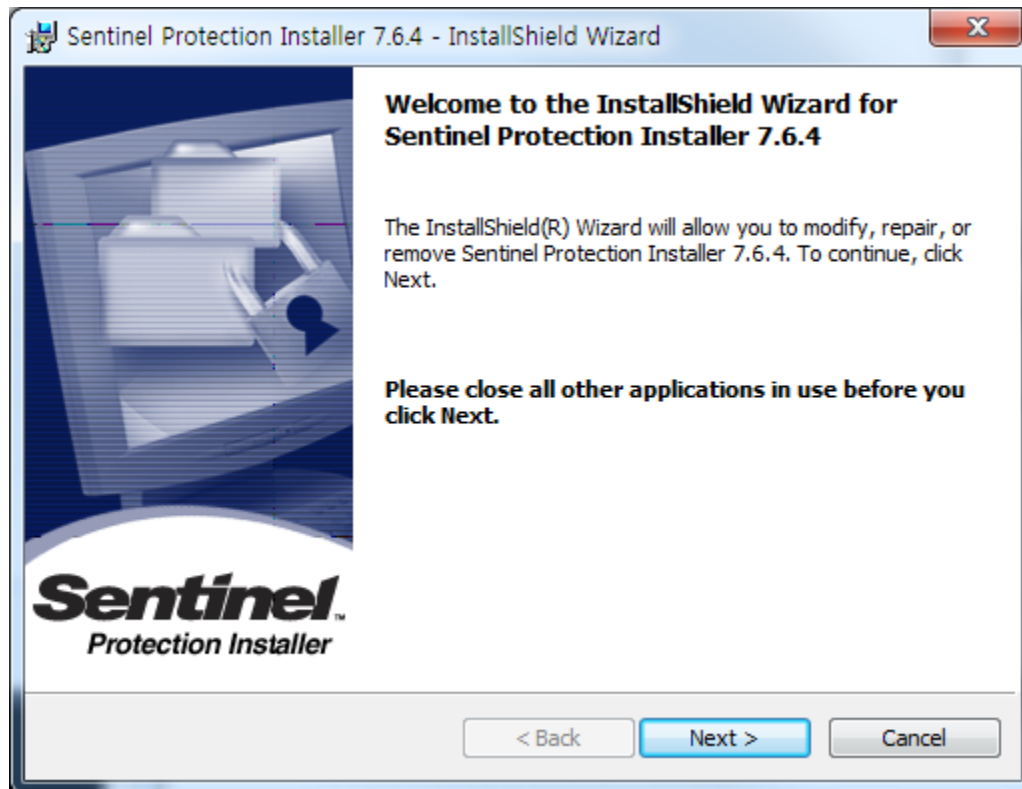 Sentinel Protection Installer 7.6.4 - InstallShield Wizard
Welcome to the InstallShield Wizard for
Sentinel Protection Installer 7.6.4
The InstallShield(R) Wizard will allow you to modify, repair, or
remove Sentinel Protection Installer 7.6.4. To continue, click
Next.
Please close all other applications in use before you
click Next.
Sentinel™
Protection Installer
< Back
Next >
Cancel